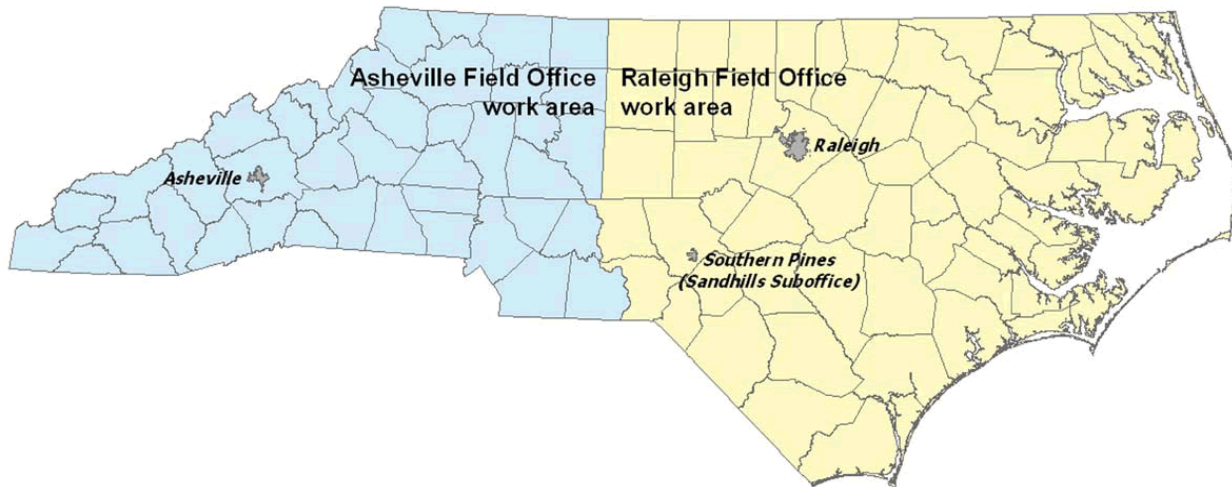 Asheville Field Office
work area
Raleigh Field Office
work area
Raleigh
Asheville
Southern Pines
(Sandhills Suboffice)